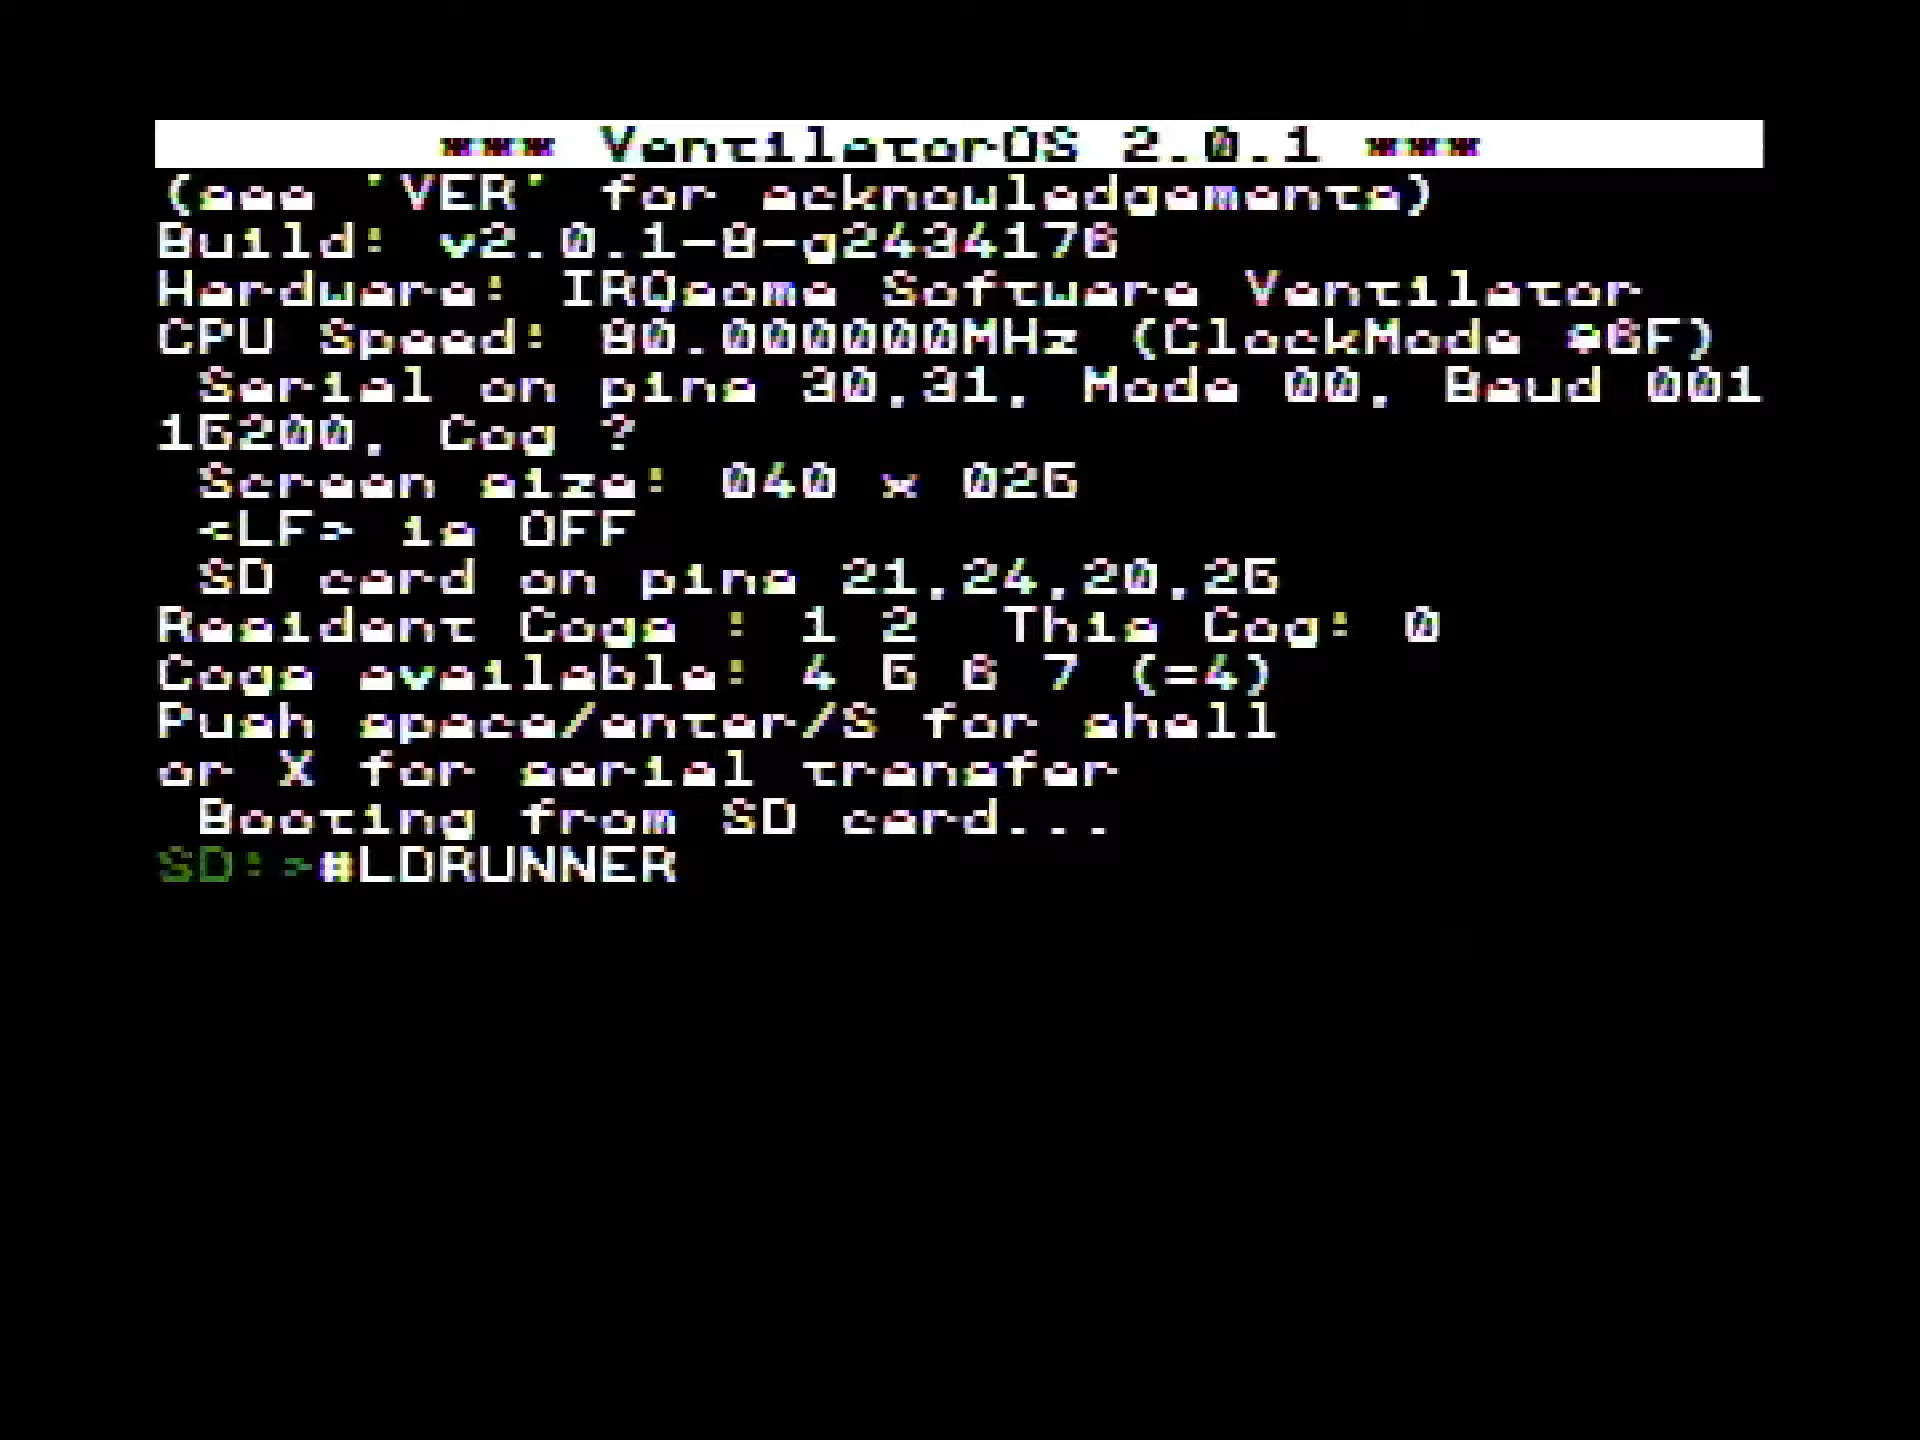 *** VentilatorOS 2.0.1 ***
(see 'VER' for acknowledgements)
Build: v2.0.1-8-g2434176
Hardware: IRQsome Software Ventilator
CPU Speed: 80.000000MHz (ClockMode $6F)
Serial on pins 30,31, Mode 00, Baud 001
15200, Cog ?
Screen size: 040 x 025
<LF> is OFF
SD card on pins 21,24,20,25
Resident Cogs : 1 2  This Cog: 0
Cogs available: 4 5 6 7 (=4)
Push space/enter/S for shell
or X for serial transfer
Booting from SD card...
SD:>#LDRUNNER